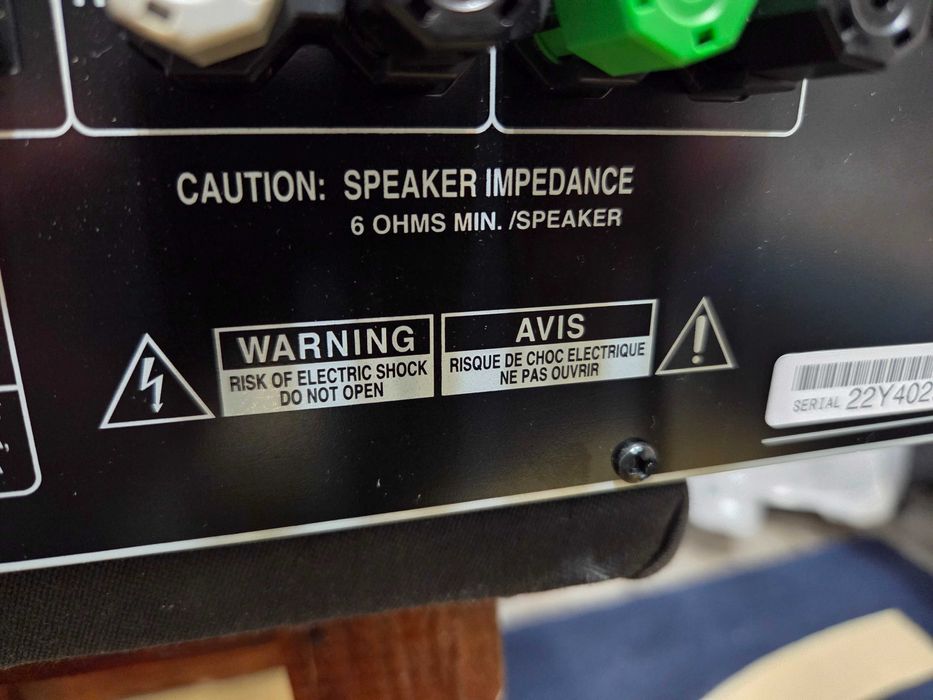 CAUTION: SPEAKER IMPEDANCE
6 OHMS MIN. /SPEAKER
WARNING
RISK OF ELECTRIC SHOCK
DO NOT OPEN
AVIS
RISQUE DE CHOC ELECTRIQUE
NE PAS OUVRIR
SERIAL 22Y402